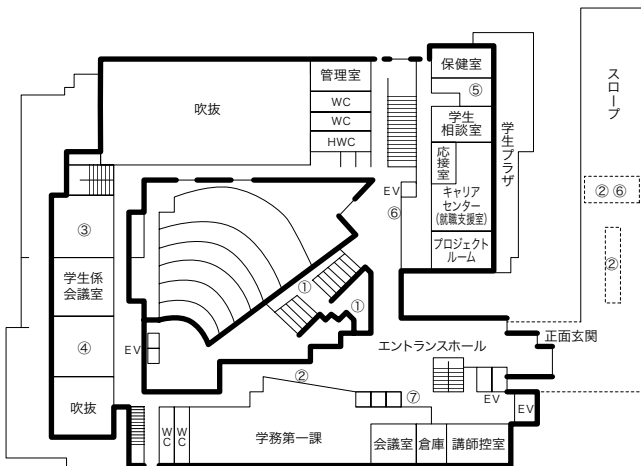 管理室
WC
WC
HWC
吹抜
保健室
⑤
学生
相談室
応接室
キャリア
センター
(就職支援室)
プロジェクト
ルーム
学生プラザ
スロープ
② ⑥
②
EV
⑥
③
学生係
会議室
④
吹抜
①
①
EV
エントランスホール
正面玄関
②
⑦
EV
EV
WC
WC
学務第一課
会議室
倉庫
講師控室